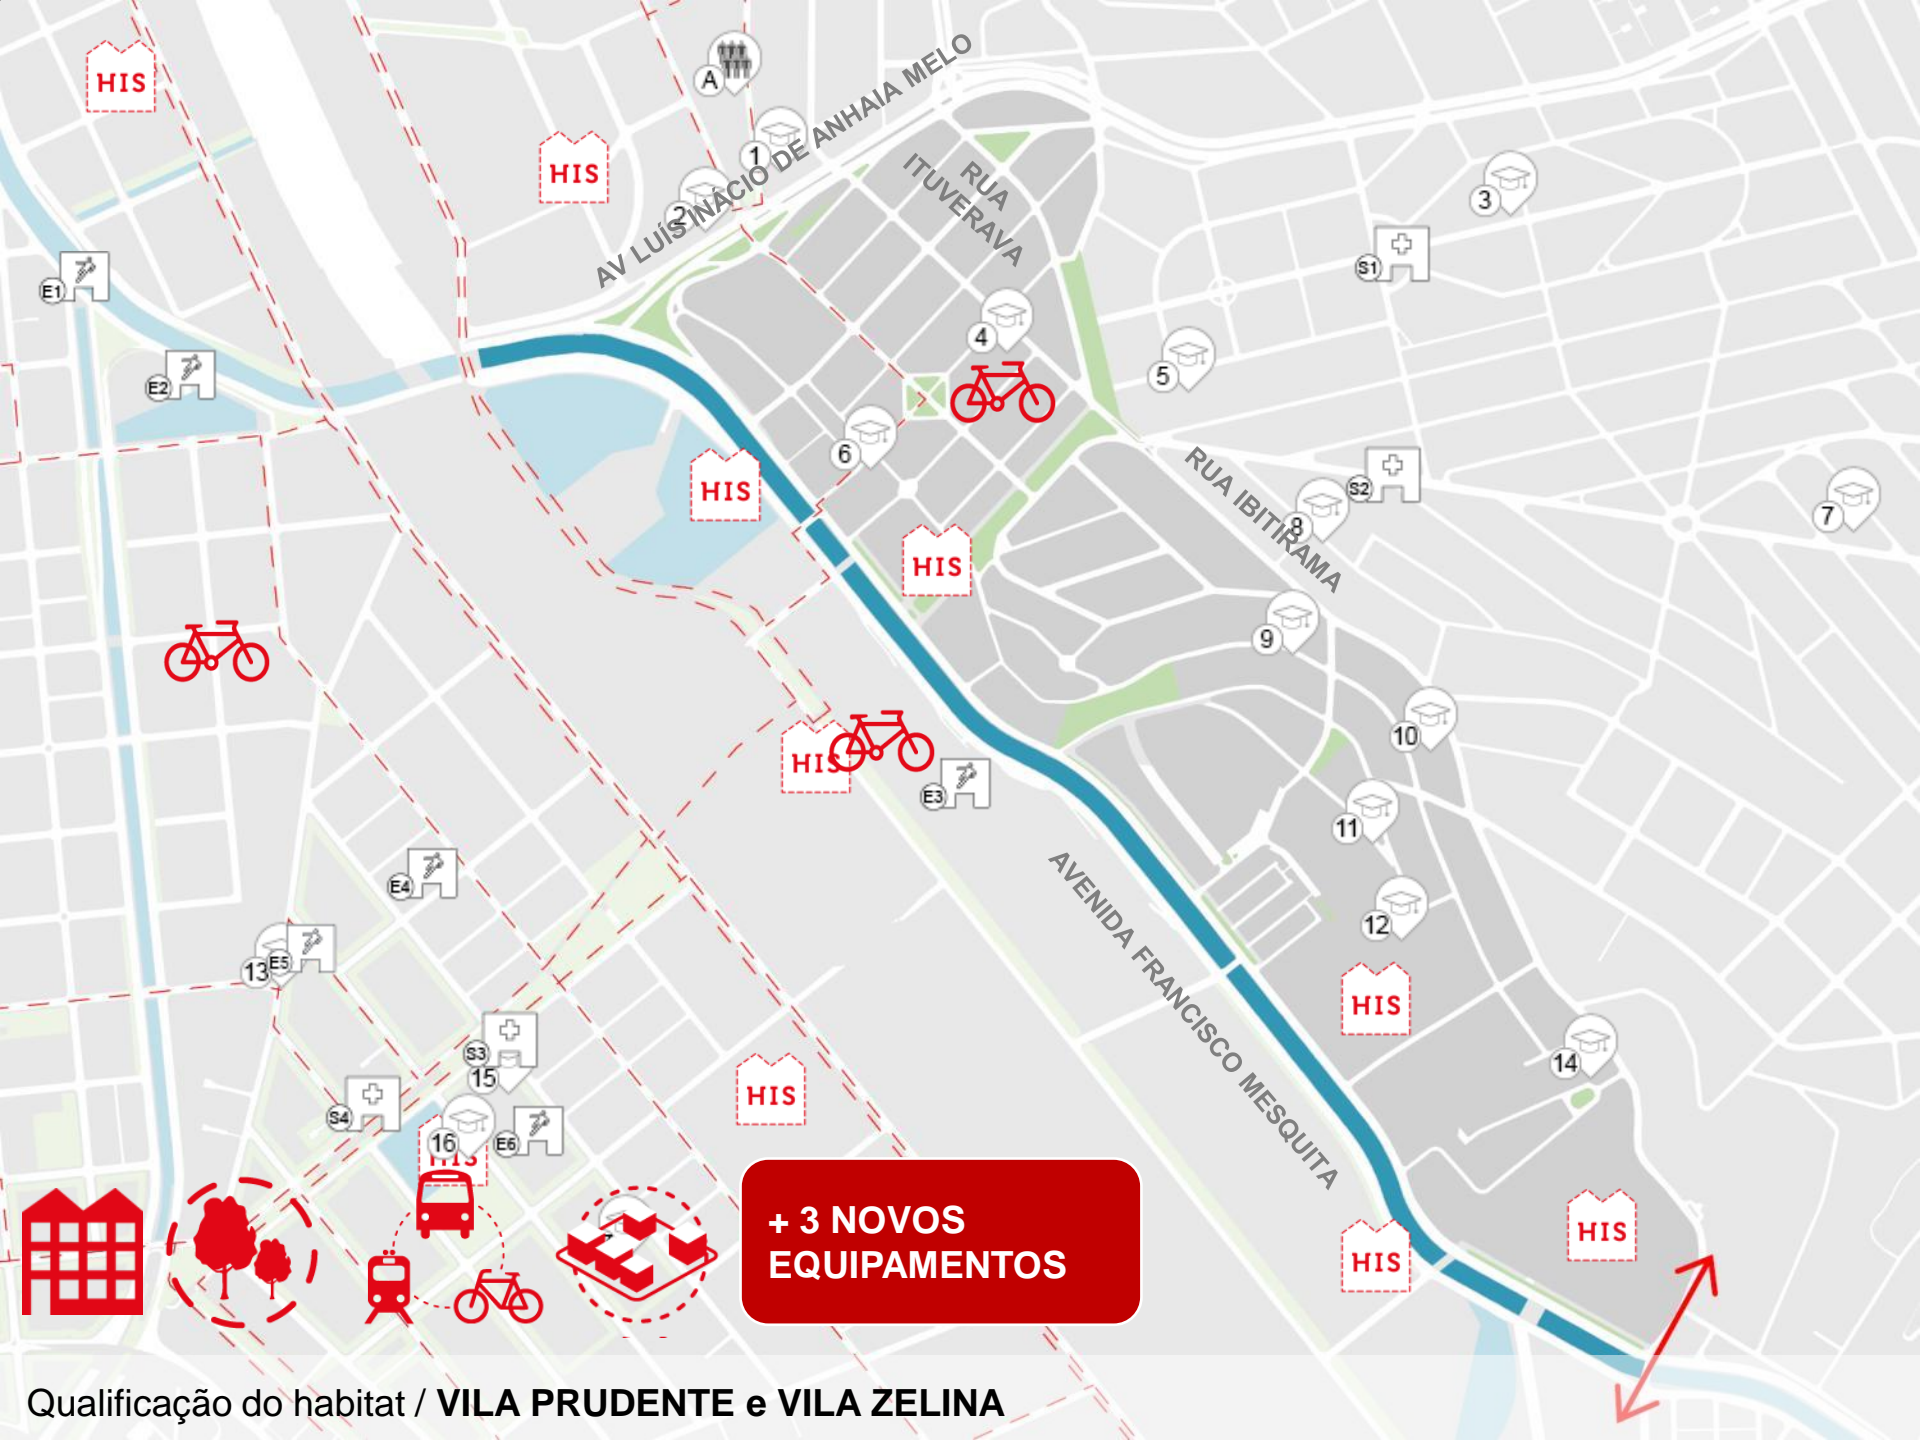 HIS
A
HIS
1
AV LUÍS INÁCIO DE ANHAIA MELO
2
RUA
ITUVERAVA
3
S1
E1
4
5
E2
6
HIS
RUA IBITIRAMA
S2
8
7
HIS
9
10
HIS
E3
11
AVENIDA FRANCISCO MESQUITA
E4
12
13
E5
HIS
S3
15
14
HIS
S4
16
E6
HIS
HIS
HIS
+ 3 NOVOS
EQUIPAMENTOS
Qualificação do habitat / VILA PRUDENTE e VILA ZELINA